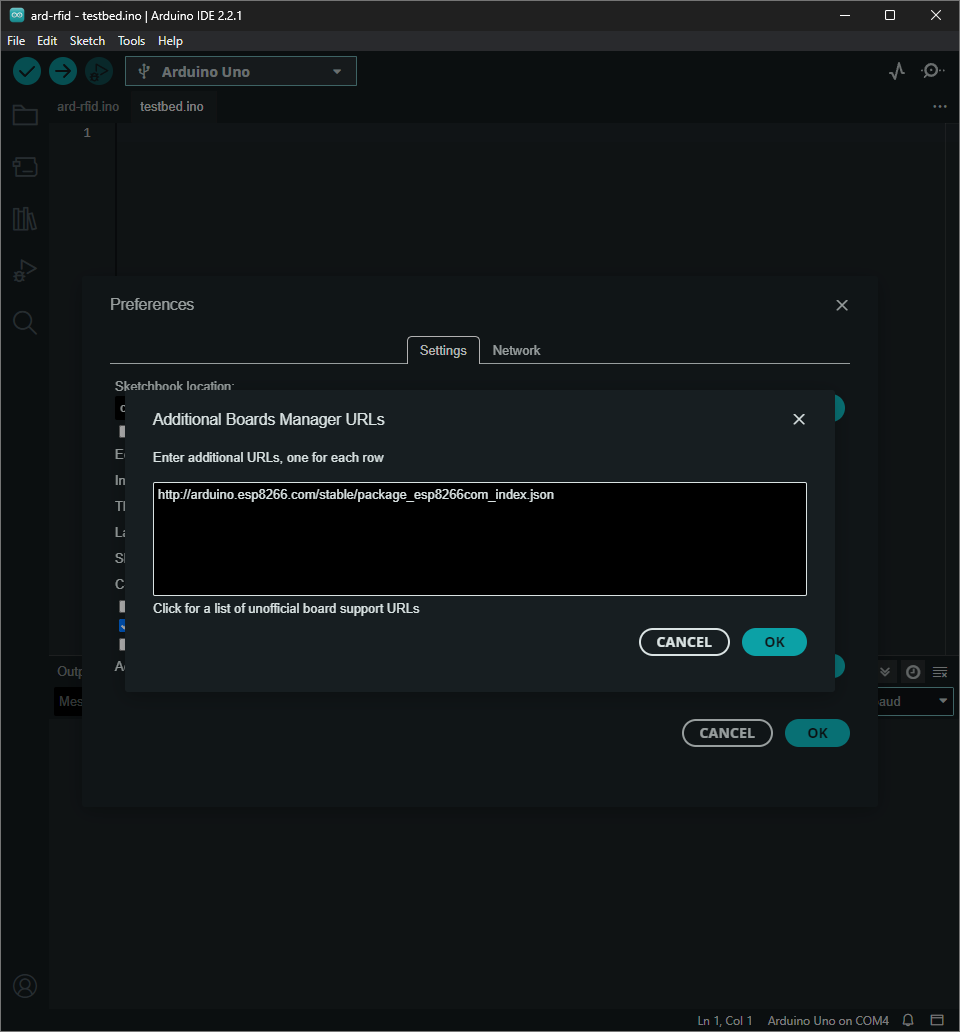 ard-rfid - testbed.ino | Arduino IDE 2.2.1
File Edit Sketch Tools Help
Arduino Uno
ard-rfid.ino testbed.ino
1
Preferences
Settings Network
Sketchbook location:
Additional Boards Manager URLs
Enter additional URLs, one for each row
http://arduino.esp8266.com/stable/package_esp8266com_index.json
Click for a list of unofficial board support URLs
CANCEL OK
CANCEL OK
Ln 1, Col 1 Arduino Uno on COM4